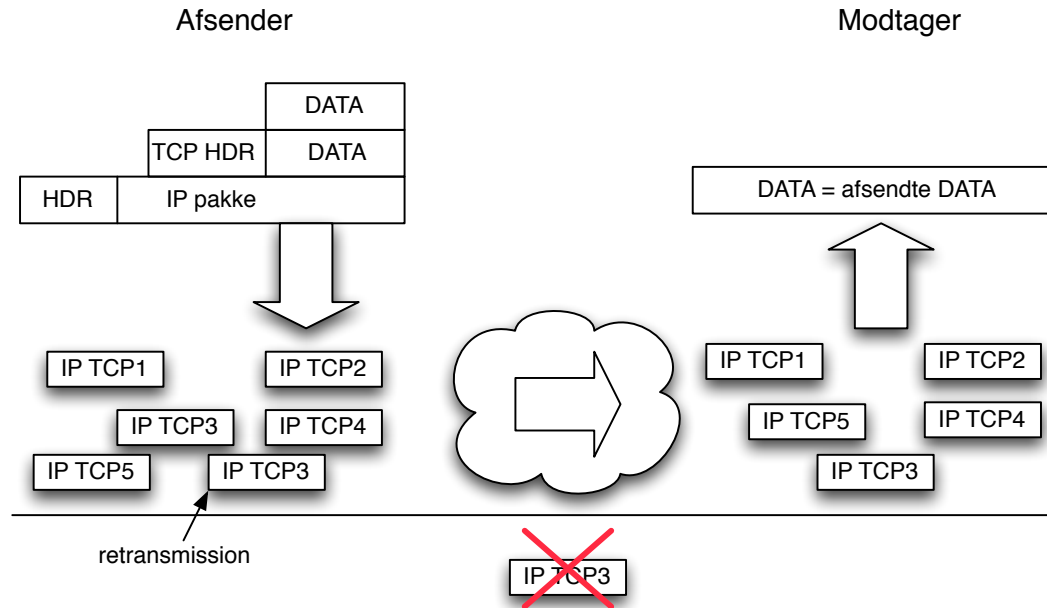 Afsender
Modtager
DATA
TCP HDR DATA
HDR IP pakke
DATA = afsendte DATA
IP TCP1
IP TCP2
IP TCP3
IP TCP4
IP TCP5
IP TCP3
IP TCP1
IP TCP2
IP TCP5
IP TCP4
IP TCP3
retransmission
IP TCP3